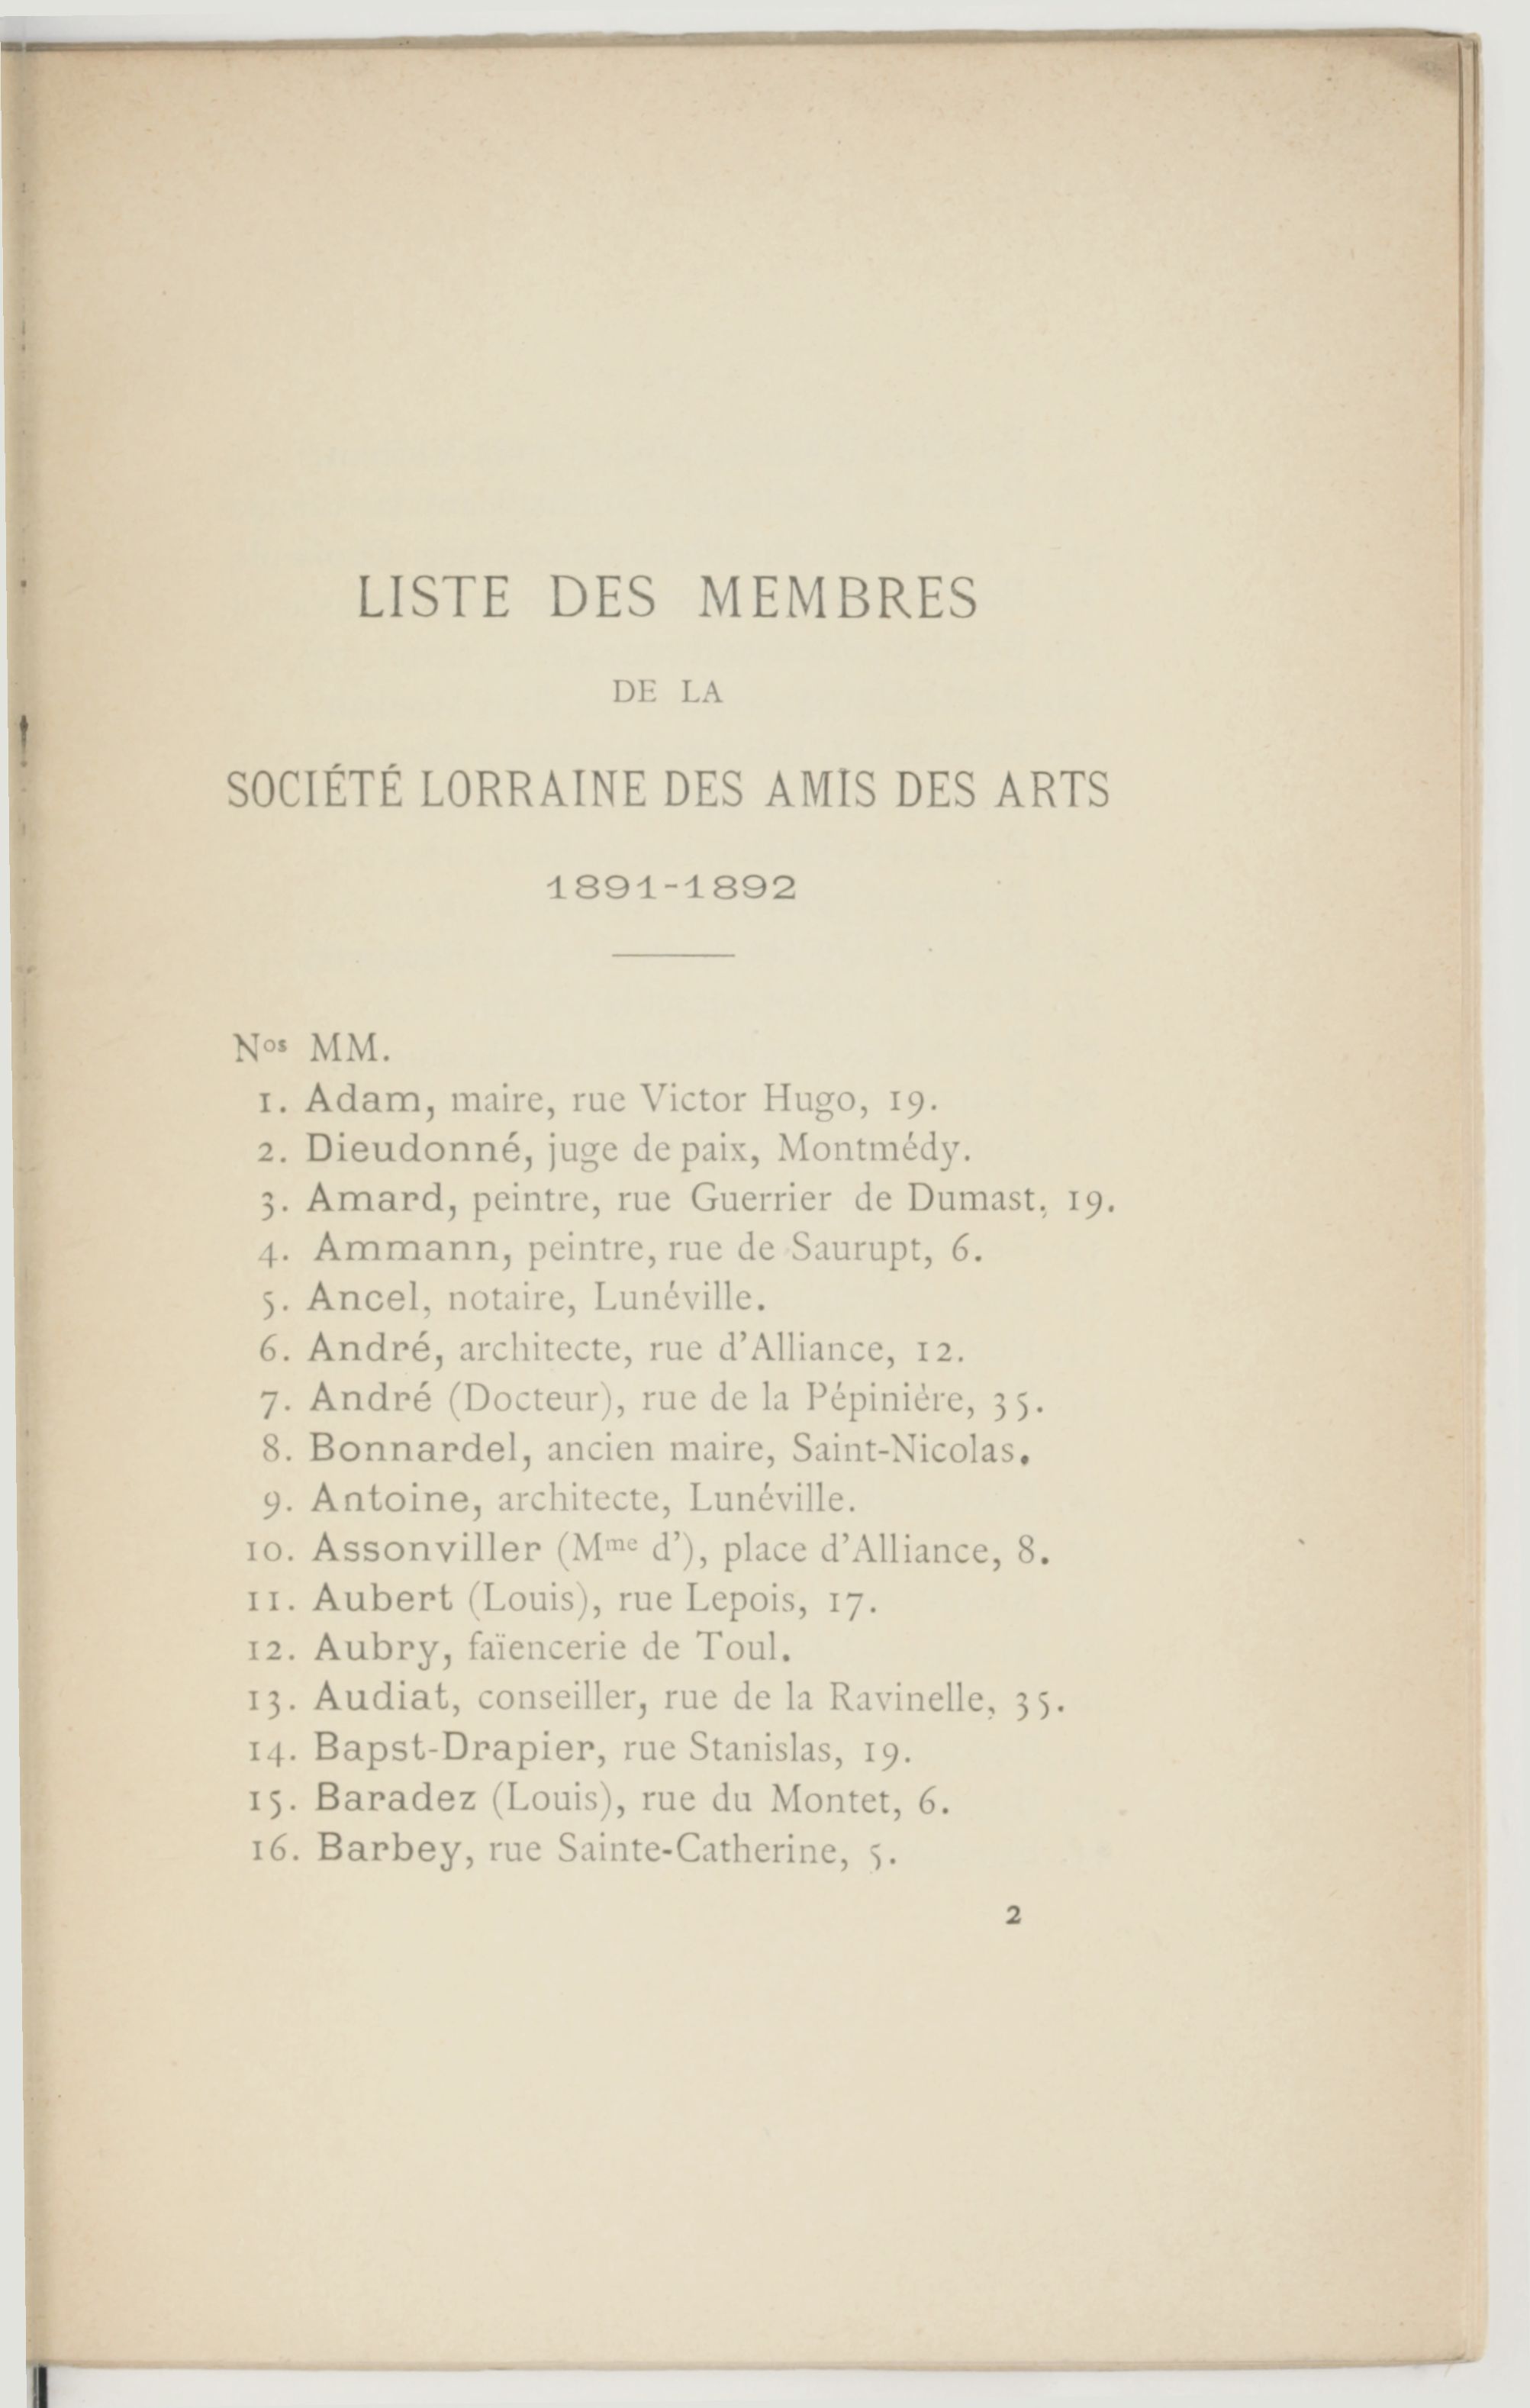 LISTE DES MEMBRES
DE LA
SOCIÉTÉ LORRAINE DES AMIS DES ARTS
1891-1892
Nos MM.
1. Adam, maire, rue Victor Hugo, 19.
2. Dieudonné, juge de paix, Montmédy.
3. Amard, peintre, rue Guerrier de Dumast, 19.
4. Ammann, peintre, rue de Saurupt, 6.
5. Ancel, notaire, Lunéville.
6. André, architecte, rue d'Alliance, 12.
7. André (Docteur), rue de la Pépinière, 35.
8. Bonnardel, ancien maire, Saint-Nicolas.
9. Antoine, architecte, Lunéville.
10. Assonviller (Mme d'), place d'Alliance, 8.
11. Aubert (Louis), rue Lepois, 17.
12. Aubry, faïencerie de Toul.
13. Audiat, conseiller, rue de la Ravinelle, 35.
14. Bapst-Drapier, rue Stanislas, 19.
15. Baradez (Louis), rue du Montet, 6.
16. Barbey, rue Sainte-Catherine, 5.
2